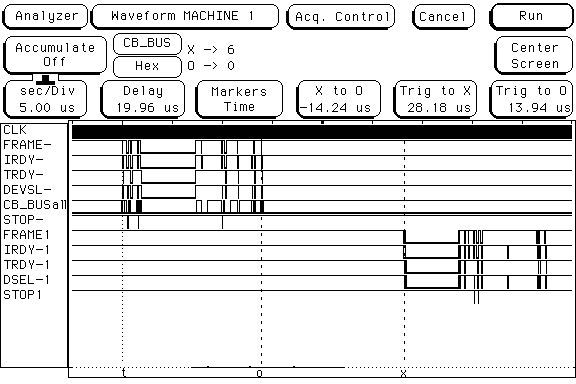 Analyzer Waveform MACHINE 1 Acq. Control Cancel Run
Accumulate Off CB_BUS X -> 6 Center Screen
Hex O -> 0
sec/Div Delay Markers X to O Trig to X Trig to O
5.00 us 19.96 us Time -14.24 us 28.18 us 13.94 us
CLK
FRAME-
IRDY-
TRDY-
DEVSL-
CB_BUSall
STOP-
FRAME1
IRDY-1
TRDY-1
DSEL-1
STOP1
t O X